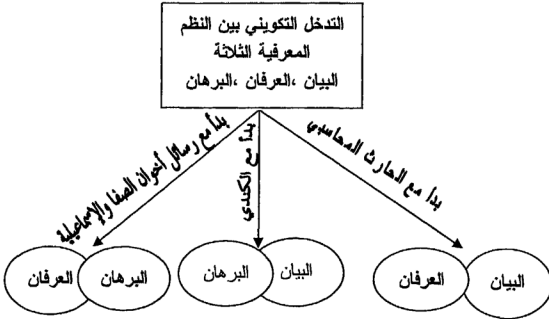 التدخل التكويني بين النظم
المعرفية الثلاثة
البيان ،العرفان ،البرهان
بدأ مع الحارث المحاسبي
بدأ مع الكندي
بدأ مع رسائل أخوان الصفا والإسماعيلية
البيان
العرفان
البيان
البرهان
البرهان
العرفان